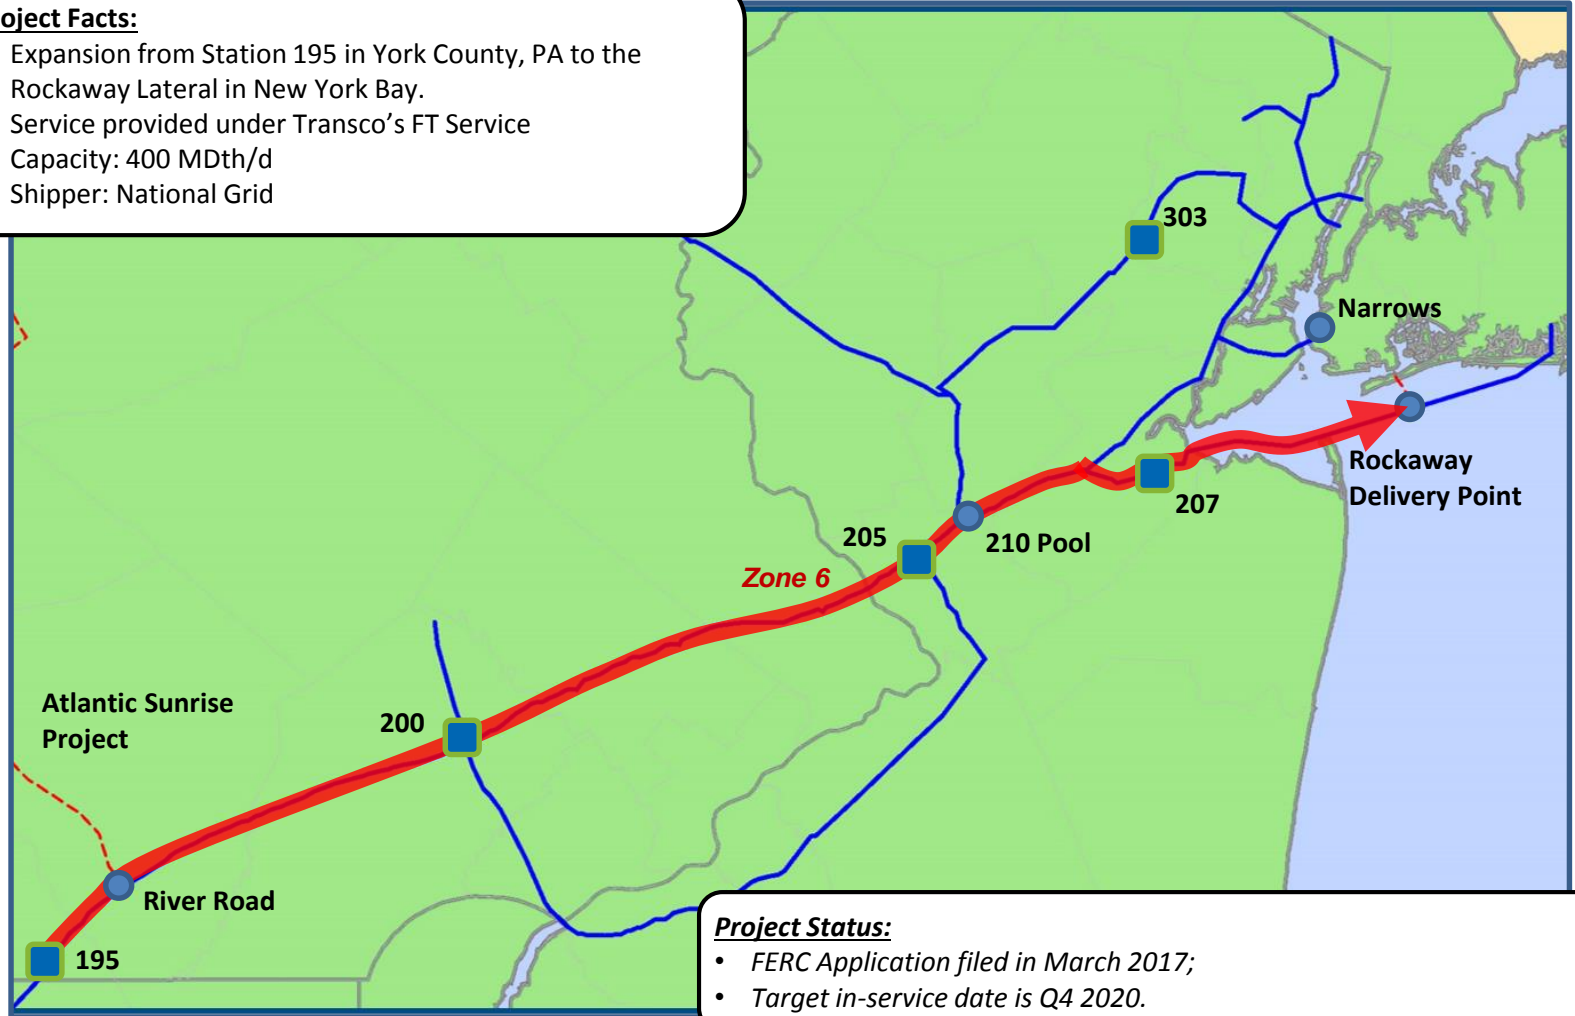 oject Facts:
Expansion from Station 195 in York County, PA to the
Rockaway Lateral in New York Bay.
Service provided under Transco’s FT Service
Capacity: 400 MDth/d
Shipper: National Grid
303
Narrows
Rockaway
Delivery Point
207
205
210 Pool
Zone 6
Atlantic Sunrise
Project
200
River Road
195
Project Status:
• FERC Application filed in March 2017;
• Target in-service date is Q4 2020.